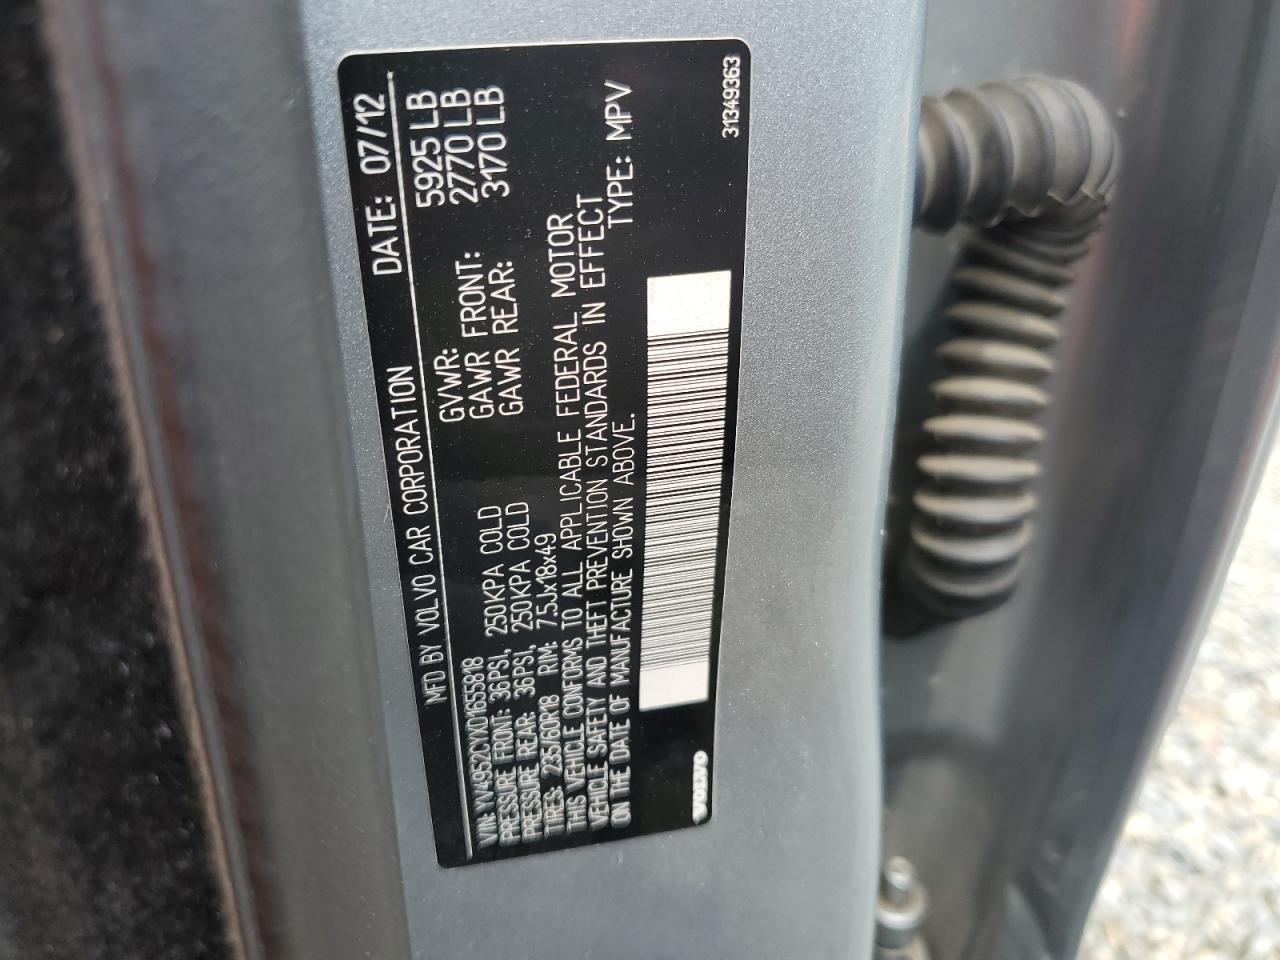 MFD BY VOLVO CAR CORPORATION DATE: 07/12
GVWR: 5925 LB
GAWR FRONT: 2770 LB
GAWR REAR: 3170 LB
VIN: YV4952CYXD1655818
PRESSURE FRONT: 36PSI, 250KPA COLD
PRESSURE REAR: 36PSI, 250KPA COLD
TIRES: 235/60R18 RIM: 7.5Jx18x49
THIS VEHICLE CONFORMS TO ALL APPLICABLE FEDERAL MOTOR
VEHICLE SAFETY AND THEFT PREVENTION STANDARDS IN EFFECT
ON THE DATE OF MANUFACTURE SHOWN ABOVE. TYPE: MPV
VOLVO
31349363